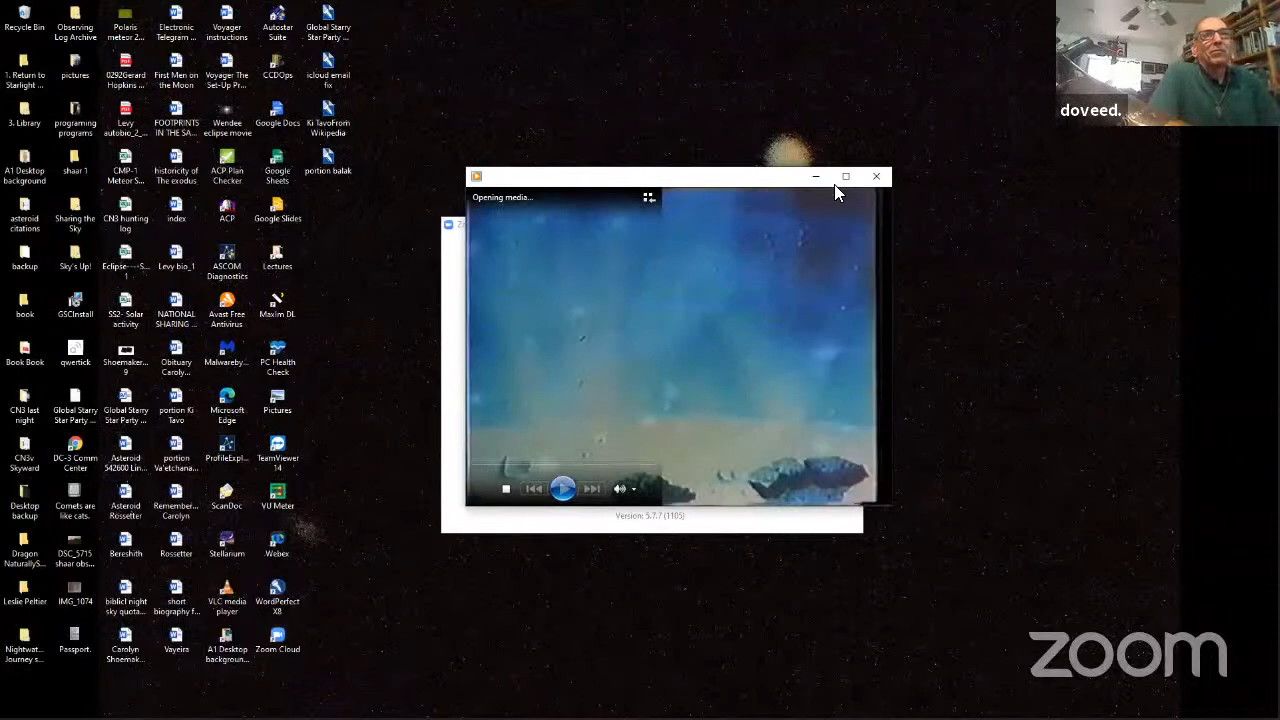 Recycle Bin
Observing
Log Archive
Polaris
meteor 2...
Electronic
Telegram ...
Voyager
instructions
Autostar
Suite
Global Starry
Star Party ...
1. Return to
Starlight ...
pictures
0292Gerard
Hopkins ...
First Men on
the Moon
Voyager The
Set-Up Pr...
CCDOps
icloud email
fix
3. Library
programing
programs
Levy
autobio_2_...
FOOTPRINTS
IN THE SA...
Wendee
eclipse movie
Google Docs
Ki TavoFrom
Wikipedia
A1 Desktop
background
shaar 1
CMP-1
Meteor S...
historicity of
The exodus
ACP Plan
Checker
Google
Sheets
portion balak
asteroid
citations
Sharing the
Sky
CN3 hunting
log
index
ACP
Google Slides
backup
Sky's Up!
Eclipse----S...
1
Levy bio_1
ASCOM
Diagnostics
Lectures
book
GSCInstall
SS2- Solar
activity
NATIONAL
SHARING ...
Avast Free
Antivirus
MaxIm DL
Book Book
qwertick
Shoemaker...
9
Obituary
Caroly...
Malwareby...
PC Health
Check
CN3 last
night
Global Starry
Star Party ...
Global Starry
Star Party ...
portion Ki
Tavo
Microsoft
Edge
Pictures
CN3v
Skyward
DC-3 Comm
Center
Asteroid
542600 Lin...
portion
Va'etchana...
ProfileExpl...
TeamViewer
14
Desktop
backup
Comets are
like cats.
Asteroid
Rossetter
Remember...
Carolyn
ScanDoc
VU Meter
Dragon
NaturallyS...
DSC_5715
shaar obs...
Bereshith
Rossetter
Stellarium
Webex
Leslie Peltier
IMG_1074
biblicl night
sky quota...
short
biography f...
VLC media
player
WordPerfect
X8
Nightwat...
Journey s...
Passport.
Carolyn
Shoemak...
Vayeira
A1 Desktop
backgroun...
Zoom Cloud
Opening media...
Version: 5.7.7 (1105)
doveed.
zoom